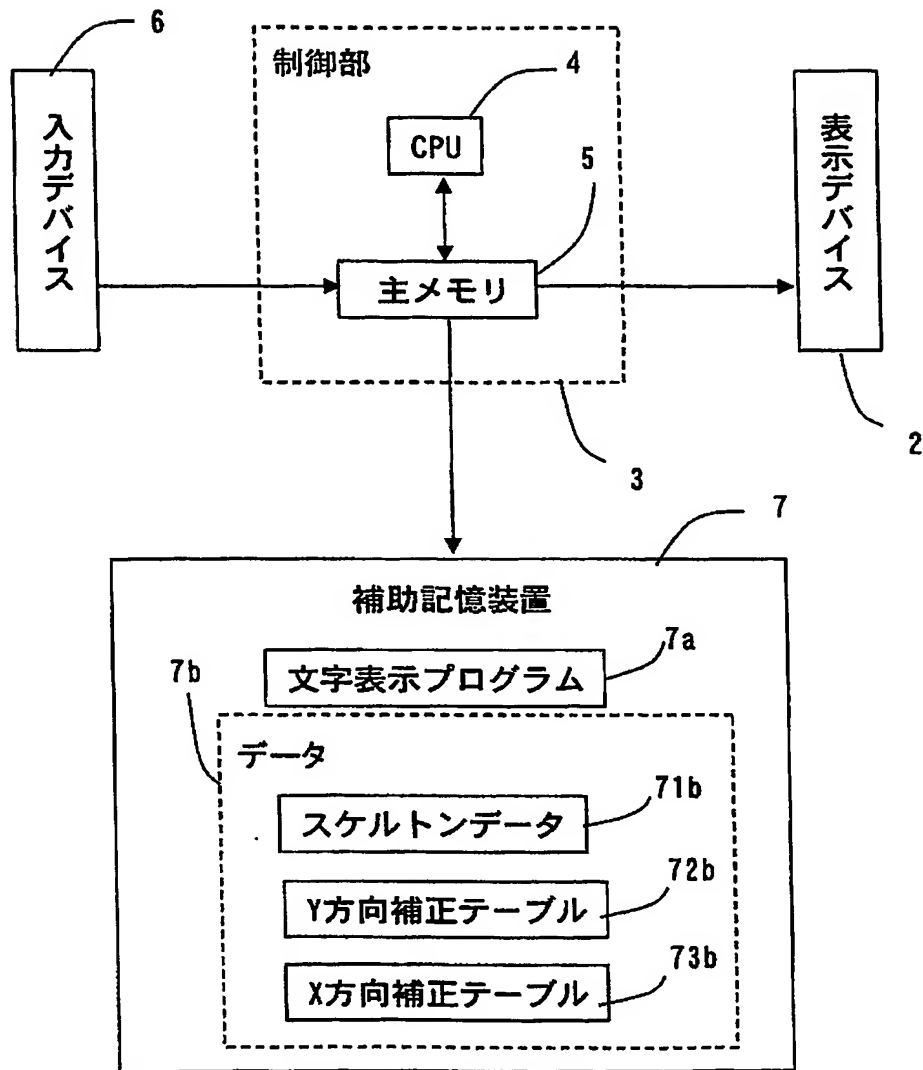 6
制御部
4
CPU
5
入力デバイス
主メモリ
表示デバイス
2
3
7
補助記憶装置
7a
7b
文字表示プログラム
データ
71b
スケルトンデータ
72b
Y方向補正テーブル
73b
X方向補正テーブル